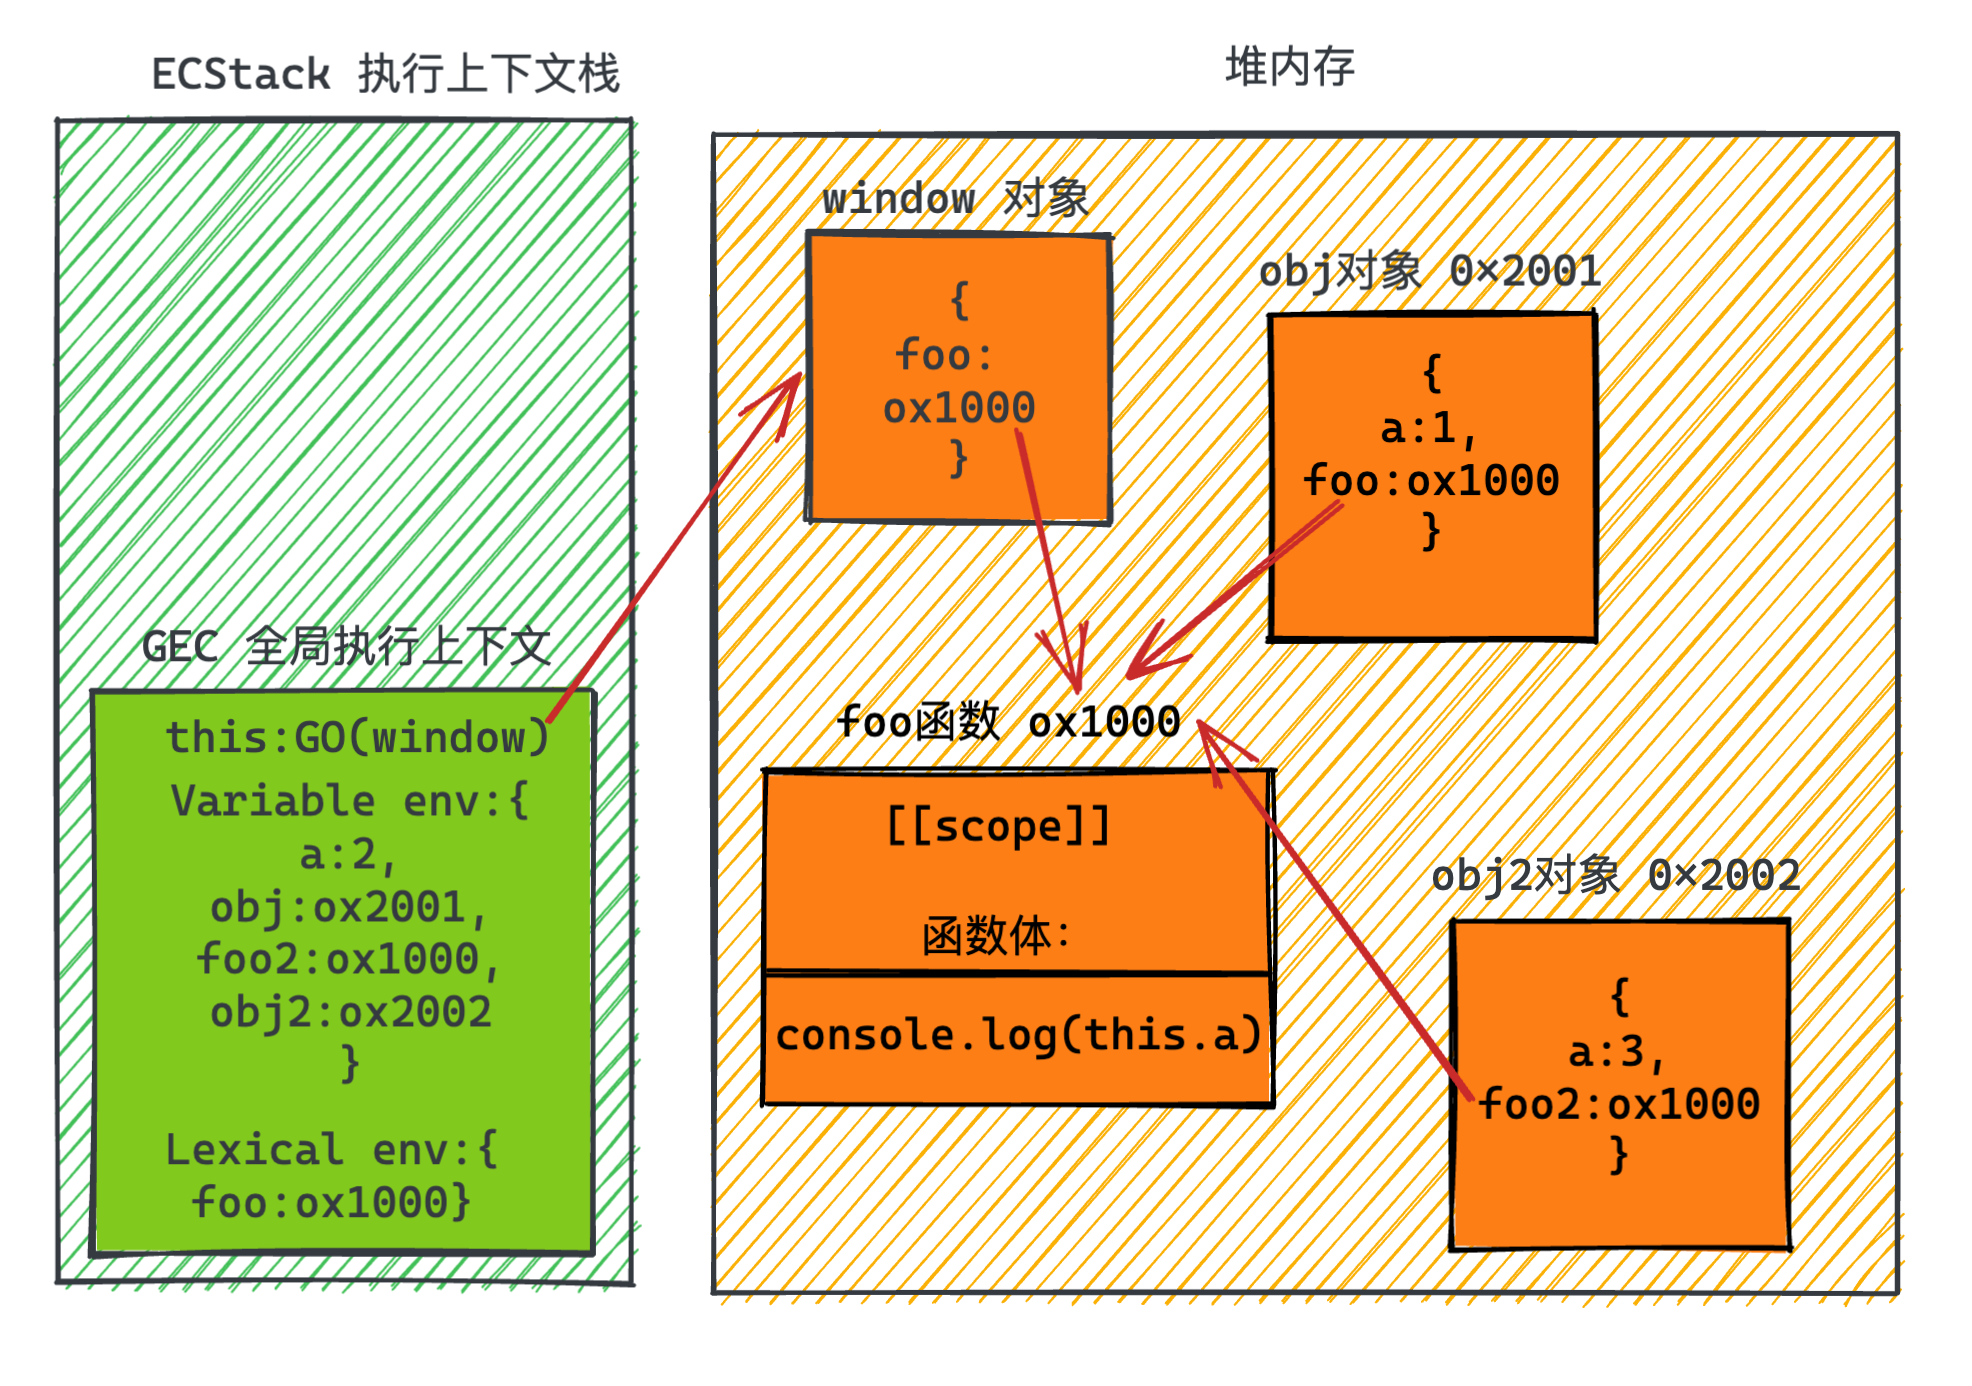 ECStack 执行上下文栈
GEC 全局执行上下文
this:GO(window)
Variable env:{
a:2,
obj:ox2001,
foo2:ox1000,
obj2:ox2002
}
Lexical env:{
foo:ox1000}
堆内存
window 对象
{
foo:
ox1000
}
obj对象 0×2001
{
a:1,
foo:ox1000
}
foo函数 ox1000
[[scope]]
函数体:
console.log(this.a)
obj2对象 0×2002
{
a:3,
foo2:ox1000
}